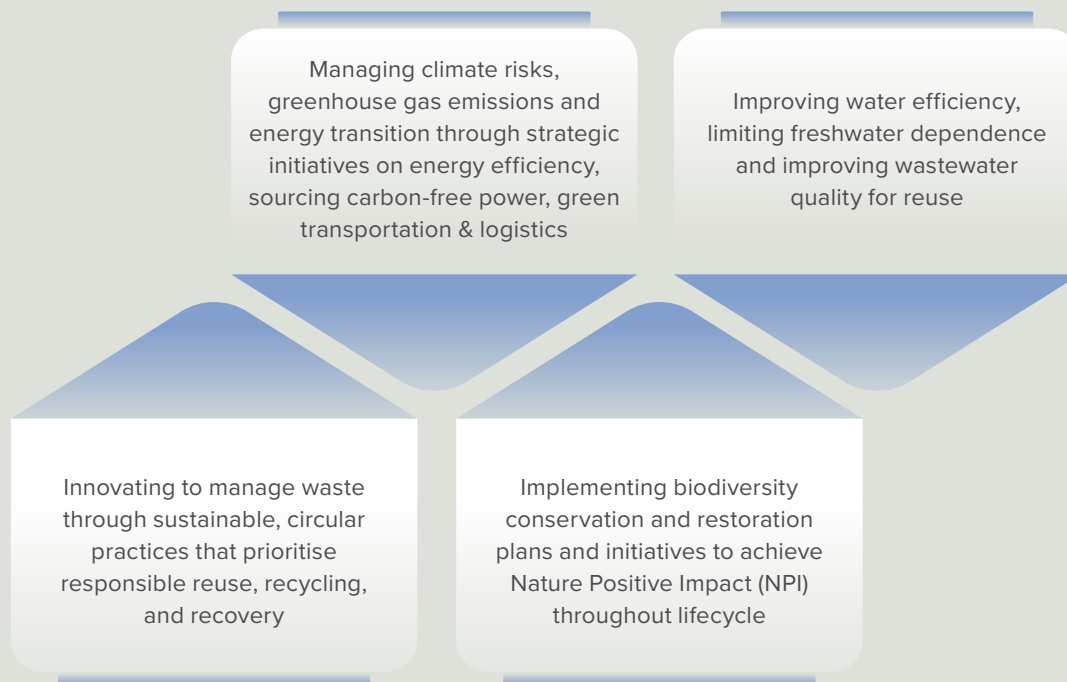 Managing climate risks,
greenhouse gas emissions and
energy transition through strategic
initiatives on energy efficiency,
sourcing carbon-free power, green
transportation & logistics
Improving water efficiency,
limiting freshwater dependence
and improving wastewater
quality for reuse
Innovating to manage waste
through sustainable, circular
practices that prioritise
responsible reuse, recycling,
and recovery
Implementing biodiversity
conservation and restoration
plans and initiatives to achieve
Nature Positive Impact (NPI)
throughout lifecycle